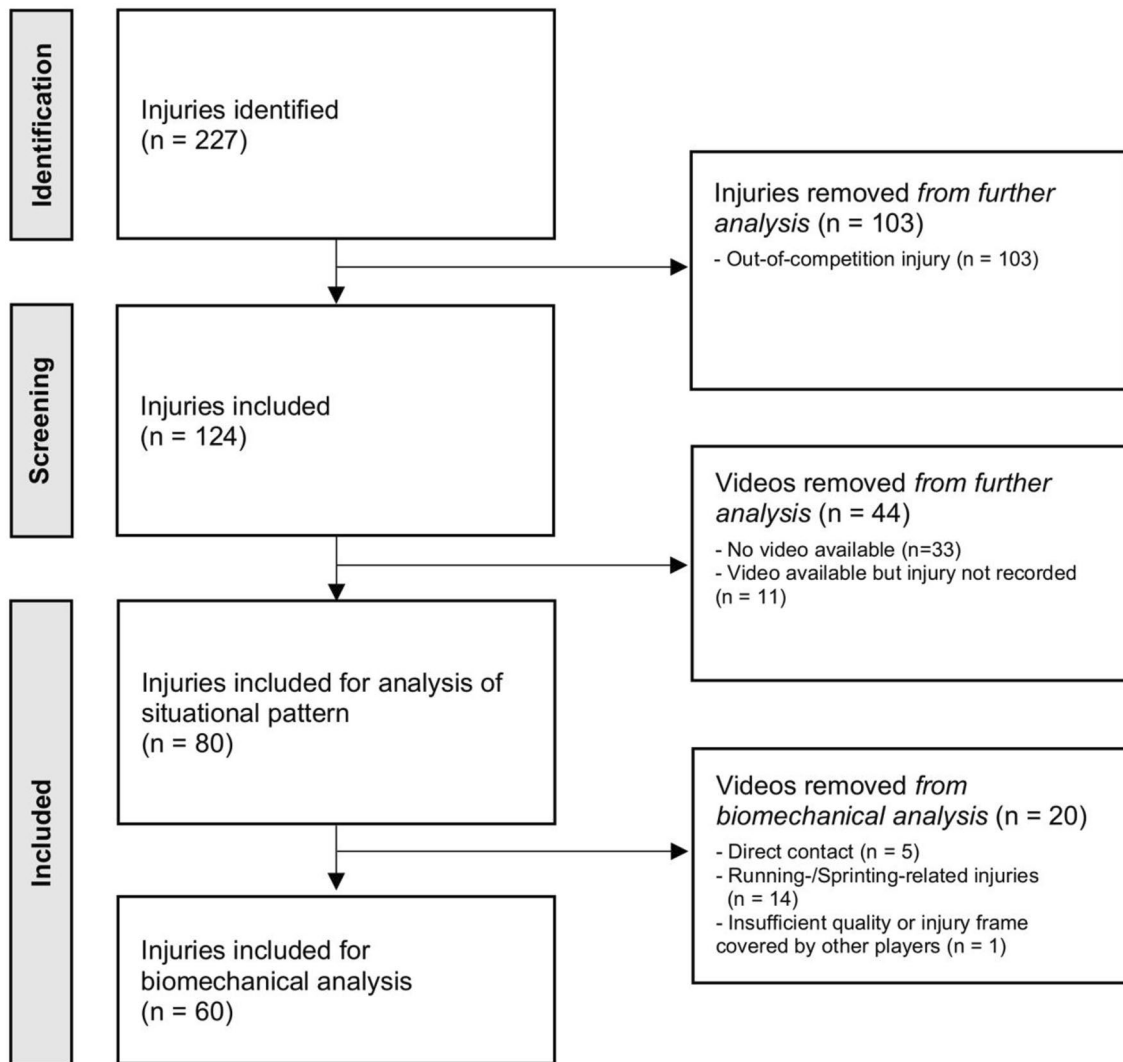 Identification
Injuries identified
(n = 227)
Injuries removed from further
analysis (n = 103)
- Out-of-competition injury (n = 103)
Screening
Injuries included
(n = 124)
Videos removed from further
analysis (n = 44)
- No video available (n=33)
- Video available but injury not recorded
(n = 11)
Included
Injuries included for analysis of
situational pattern
(n = 80)
Videos removed from
biomechanical analysis (n = 20)
- Direct contact (n = 5)
- Running-/Sprinting-related injuries
(n = 14)
- Insufficient quality or injury frame
covered by other players (n = 1)
Injuries included for
biomechanical analysis
(n = 60)